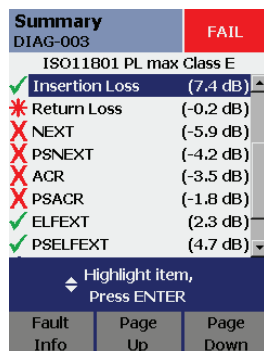 Summary
DIAG-003
FAIL
ISO11801 PL max Class E
Insertion Loss (7.4 dB)
Return Loss (-0.2 dB)
NEXT (-5.9 dB)
PSNEXT (-4.2 dB)
ACR (-3.5 dB)
PSACR (-1.8 dB)
ELFEXT (2.3 dB)
PSELFEXT (4.7 dB)
Highlight item,
Press ENTER
Fault Info
Page Up
Page Down